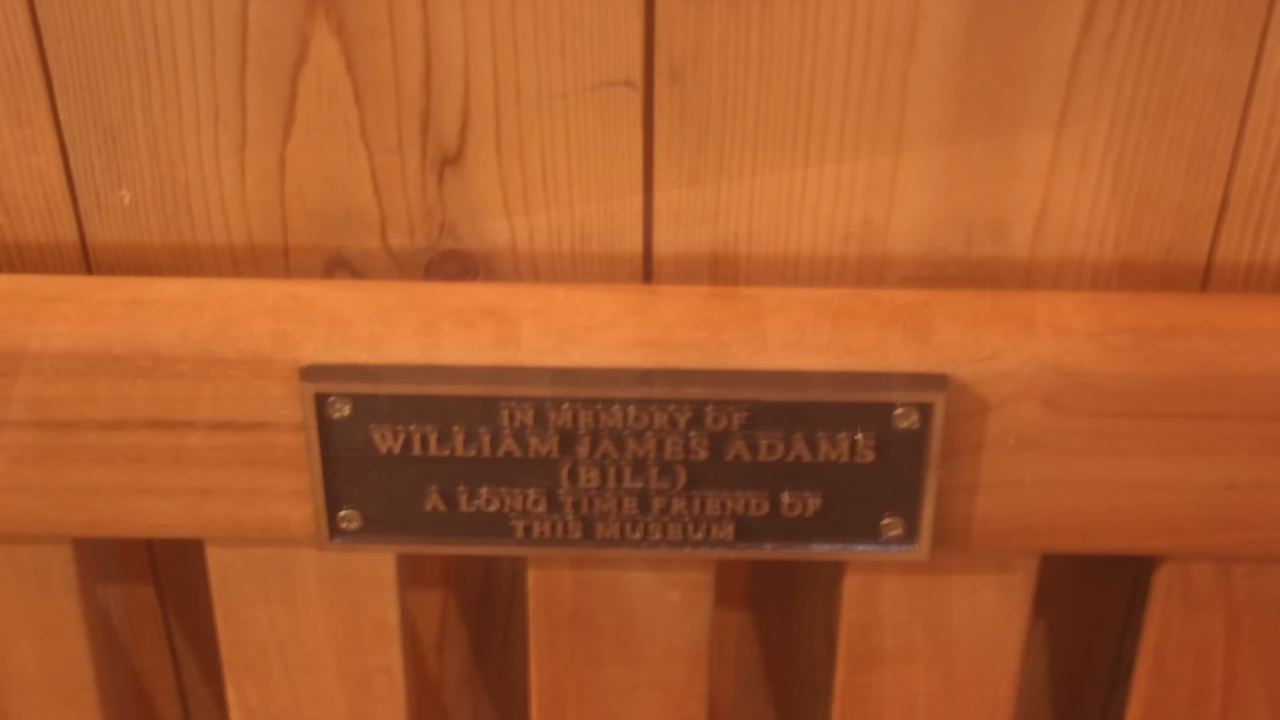 IN MEMORY OF
WILLIAM JAMES ADAMS
(BILL)
A LONG TIME FRIEND OF
THIS MUSEUM